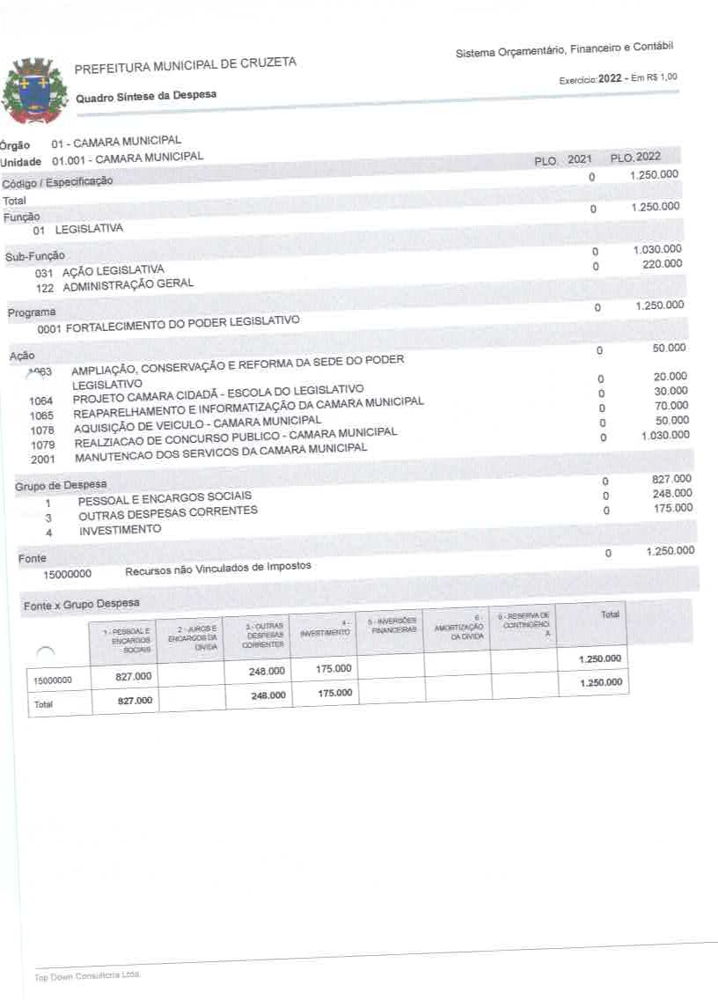 PREFEITURA MUNICIPAL DE CRUZETA
Sistema Orçamentário, Financeiro e Contábil
Quadro Síntese da Despesa
Exercício: 2022 - Em R$ 1,00
Órgão 01 - CAMARA MUNICIPAL
Unidade 01.001 - CAMARA MUNICIPAL
Código / Especificação PLO. 2021 PLO. 2022
Total 0 1.250.000
Função
01 LEGISLATIVA 0 1.250.000
Sub-Função
031 AÇÃO LEGISLATIVA 0 1.030.000
122 ADMINISTRAÇÃO GERAL 0 220.000
Programa
0001 FORTALECIMENTO DO PODER LEGISLATIVO 0 1.250.000
Ação
1063 AMPLIAÇÃO, CONSERVAÇÃO E REFORMA DA SEDE DO PODER 0 50.000
LEGISLATIVO
1064 PROJETO CAMARA CIDADÃ - ESCOLA DO LEGISLATIVO 0 20.000
1065 REAPARELHAMENTO E INFORMATIZAÇÃO DA CAMARA MUNICIPAL 0 30.000
1078 AQUISIÇÃO DE VEICULO - CAMARA MUNICIPAL 0 70.000
1079 REALZIACAO DE CONCURSO PUBLICO - CAMARA MUNICIPAL 0 50.000
2001 MANUTENCAO DOS SERVICOS DA CAMARA MUNICIPAL 0 1.030.000
Grupo de Despesa
1 PESSOAL E ENCARGOS SOCIAIS 0 827.000
3 OUTRAS DESPESAS CORRENTES 0 248.000
4 INVESTIMENTO 0 175.000
Fonte
15000000 Recursos não Vinculados de Impostos 0 1.250.000
Fonte x Grupo Despesa
1 - PESSOAL E ENCARGOS SOCIAIS 2 - JUROS E ENCARGOS DA DIVIDA 3 - OUTRAS DESPESAS CORRENTES 4 - INVESTIMENTO 5 - INVERSÕES FINANCEIRAS 6 - AMORTIZAÇÃO DA DIVIDA 9 - RESERVA DE CONTINGENCI A Total
15000000 827.000 248.000 175.000 1.250.000
Total 827.000 248.000 175.000 1.250.000
Top Down Consultoria Ltda